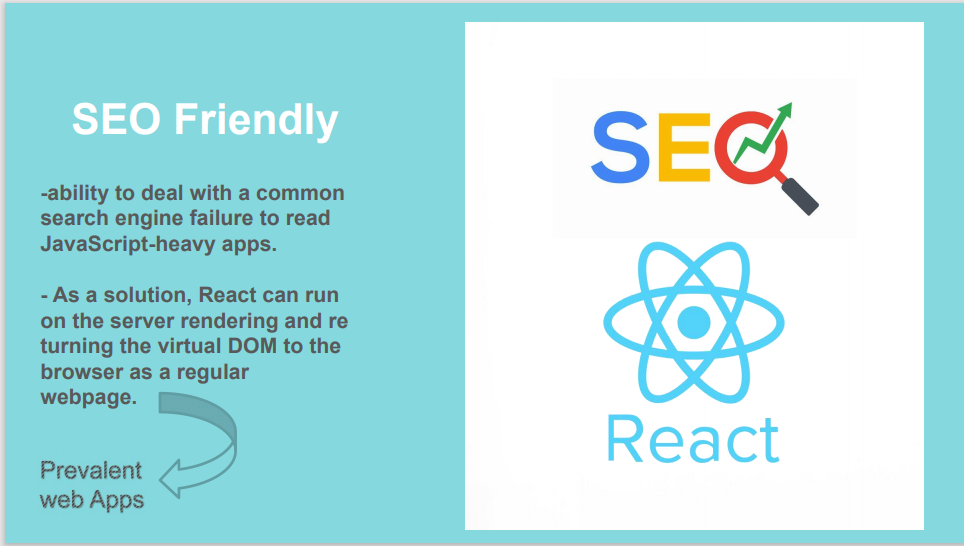 SEO Friendly
-ability to deal with a common
search engine failure to read
JavaScript-heavy apps.
- As a solution, React can run
on the server rendering and re
turning the virtual DOM to the
browser as a regular
webpage.
Prevalent
web Apps
SEO
React